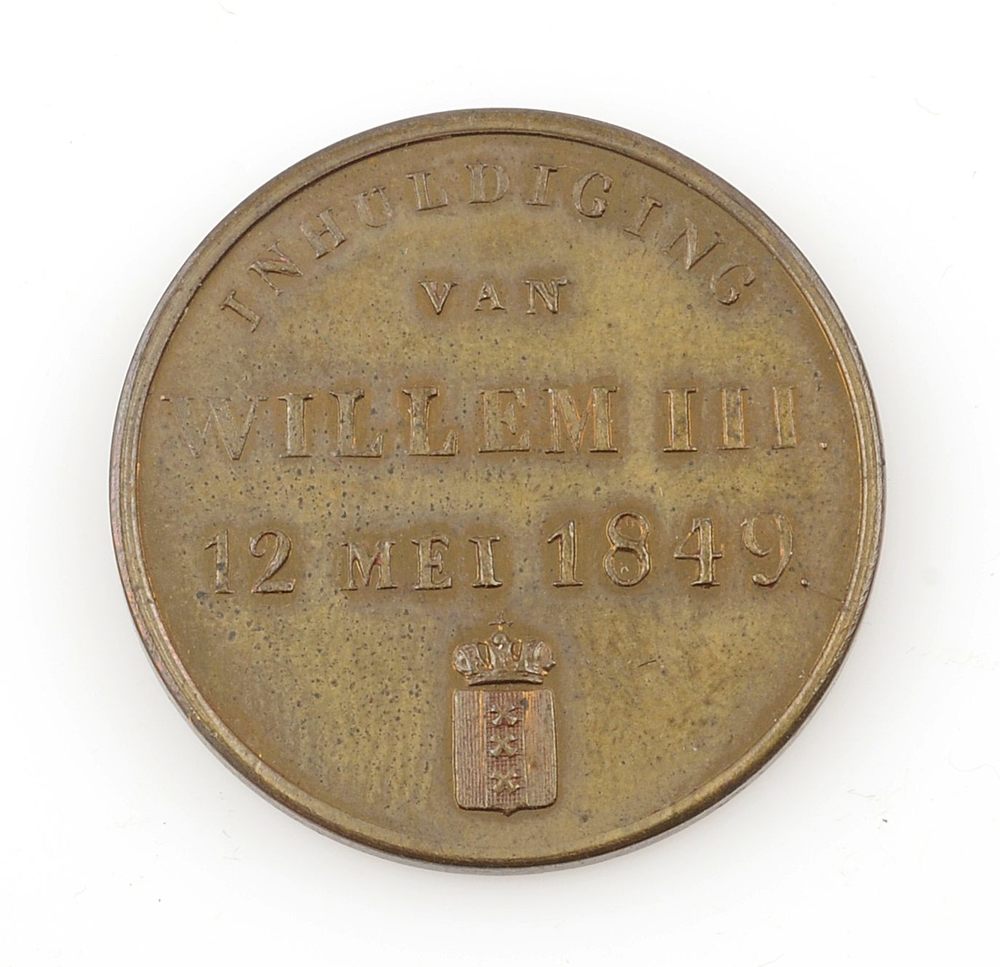 INHULDIGING
VAN
WILLEM III.
12 MEI 1849.